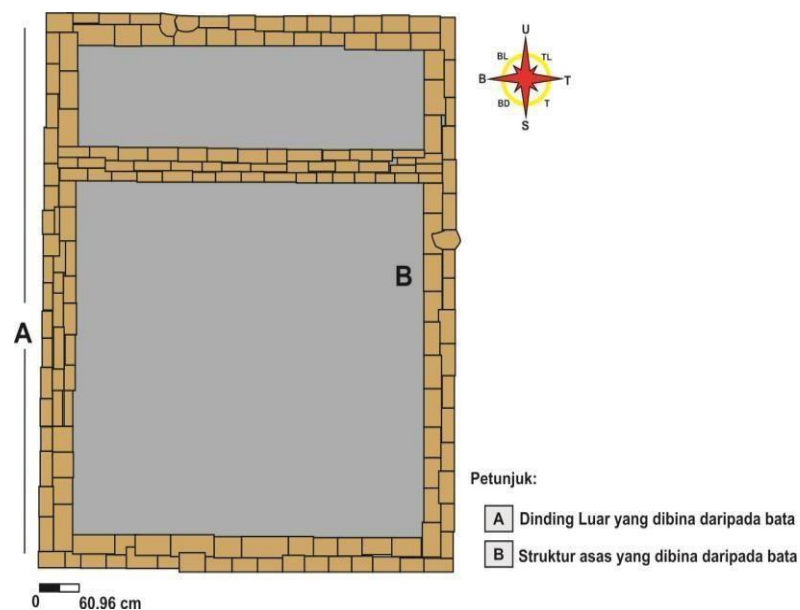 U
BL TL
B T
BD T
S
B
A
Petunjuk:
A Dinding Luar yang dibina daripada bata
B Struktur asas yang dibina daripada bata
0 60.96 cm